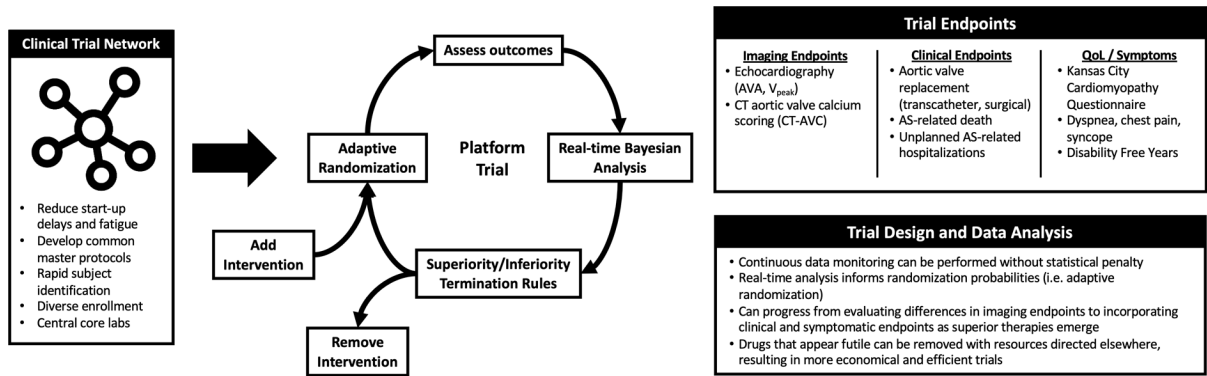 Clinical Trial Network
• Reduce start-up
delays and fatigue
• Develop common
master protocols
• Rapid subject
identification
• Diverse enrollment
• Central core labs
Assess outcomes
Adaptive
Randomization
Platform
Trial
Real-time Bayesian
Analysis
Add
Intervention
Superiority/Inferiority
Termination Rules
Remove
Intervention
Trial Endpoints
Imaging Endpoints
• Echocardiography
(AVA, Vpeak)
• CT aortic valve calcium
scoring (CT-AVC)
Clinical Endpoints
• Aortic valve
replacement
(transcatheter, surgical)
• AS-related death
• Unplanned AS-related
hospitalizations
QoL / Symptoms
• Kansas City
Cardiomyopathy
Questionnaire
• Dyspnea, chest pain,
syncope
• Disability Free Years
Trial Design and Data Analysis
• Continuous data monitoring can be performed without statistical penalty
• Real-time analysis informs randomization probabilities (i.e. adaptive
randomization)
• Can progress from evaluating differences in imaging endpoints to incorporating
clinical and symptomatic endpoints as superior therapies emerge
• Drugs that appear futile can be removed with resources directed elsewhere,
resulting in more economical and efficient trials